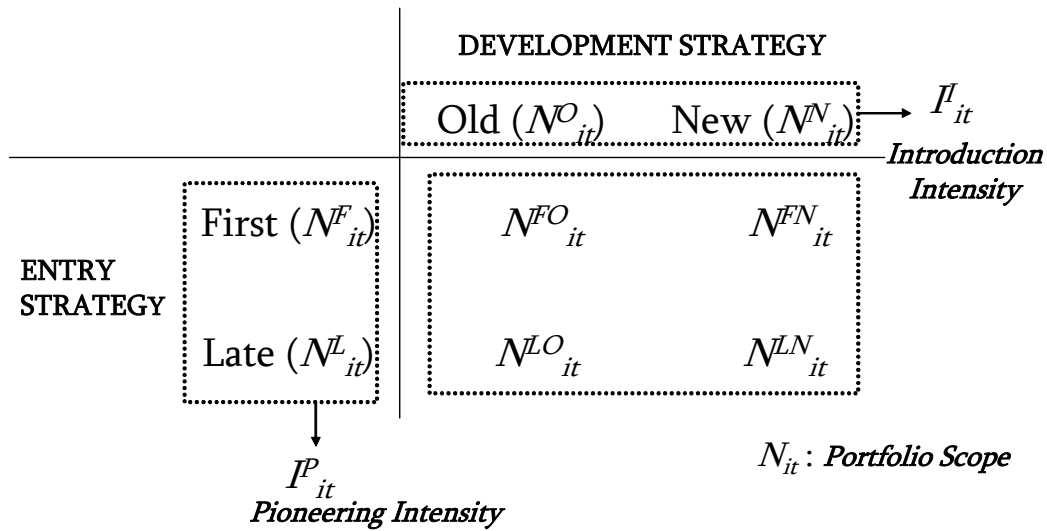 DEVELOPMENT STRATEGY
Old (N^O_it) New (N^N_it)
I^I_it
Introduction
Intensity
First (N^F_it)
N^FO_it N^FN_it
ENTRY
STRATEGY
Late (N^L_it)
N^LO_it N^LN_it
I^P_it
Pioneering Intensity
N_it : Portfolio Scope